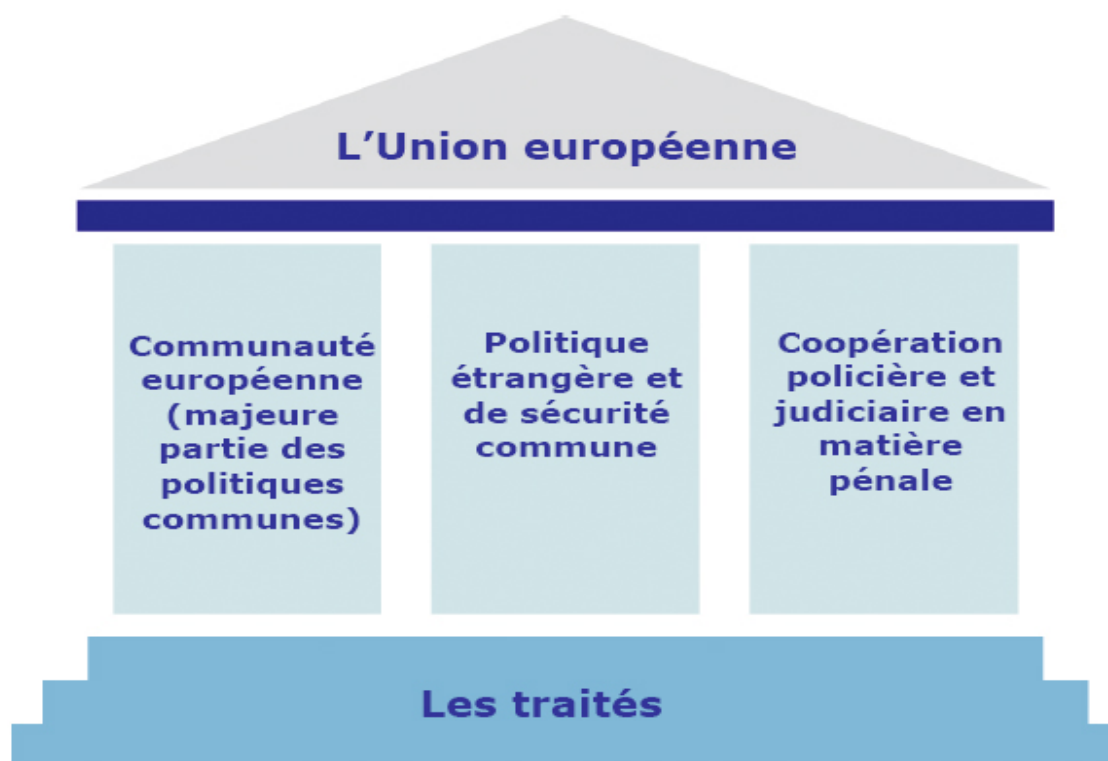 L’Union européenne
Communauté
européenne
(majeure
partie des
politiques
communes)
Politique
étrangère et
de sécurité
commune
Coopération
policière et
judiciaire en
matière
pénale
Les traités